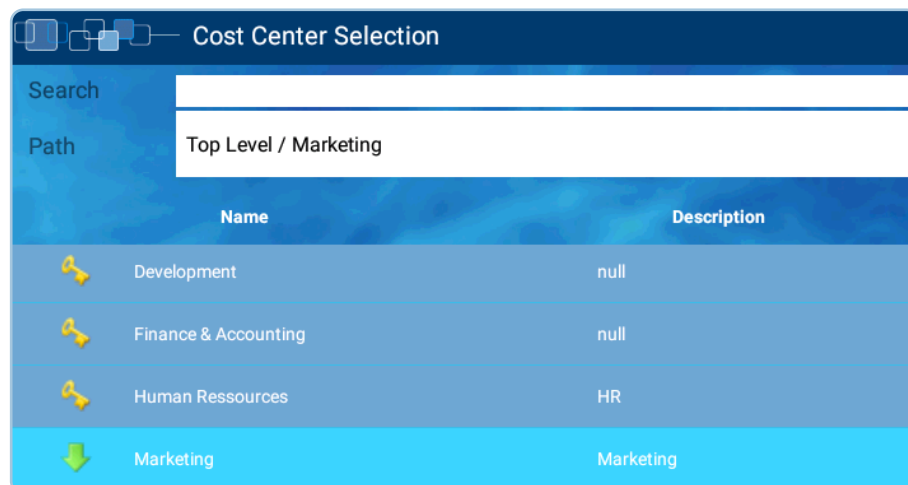 Cost Center Selection
Search
Path Top Level / Marketing
Name Description
Development null
Finance & Accounting null
Human Ressources HR
Marketing Marketing